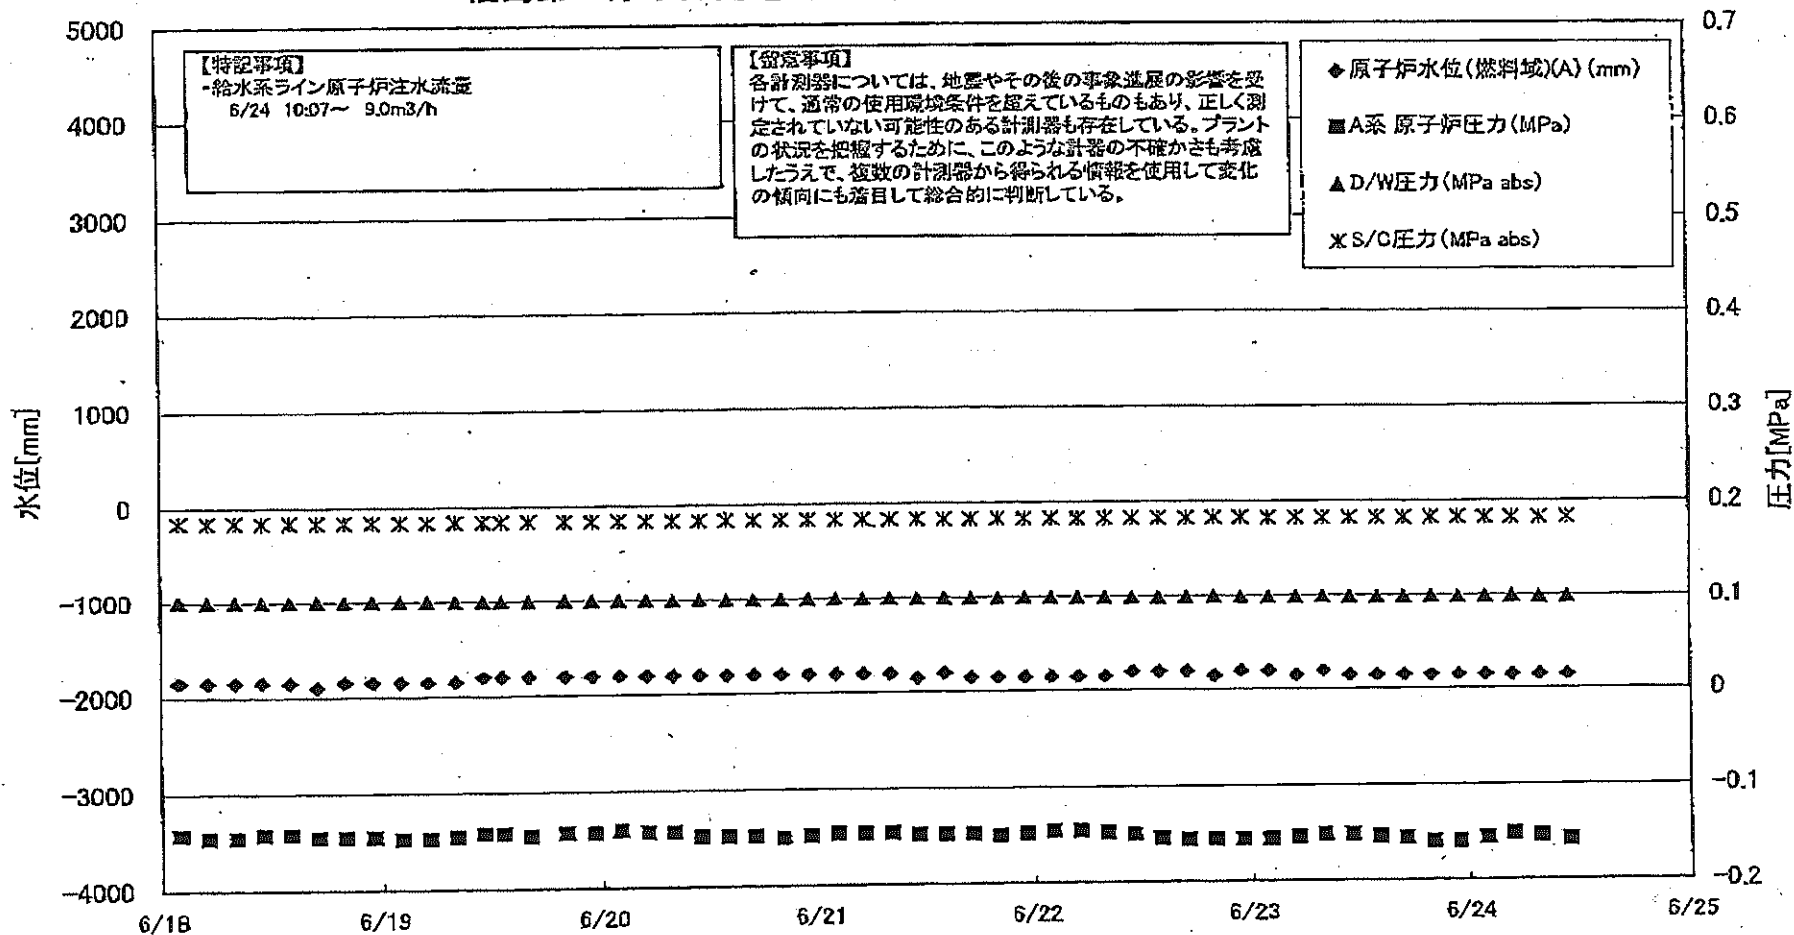 5000
4000
3000
2000
1000
0
-1000
-2000
-3000
-4000
水位[mm]
【特記事項】
・給水系ライン原子炉注水流量
6/24 10:07～ 9.0m3/h
【留意事項】
各計測器については、地震やその後の事象進展の影響を受
けて、通常の使用環境条件を超えているものもあり、正しく測
定されていない可能性のある計測器も存在している。プラント
の状況を把握するために、このような計器の不確かさも考慮
したうえで、複数の計測器から得られる情報を使用して変化
の傾向にも着目して総合的に判断している。
原子炉水位(燃料域)(A)(mm)
A系 原子炉圧力(MPa)
D/W圧力(MPa abs)
S/C圧力(MPa abs)
0.7
0.6
0.5
0.4
0.3
0.2
0.1
0
-0.1
-0.2
圧力[MPa]
6/18
6/19
6/20
6/21
6/22
6/23
6/24
6/25